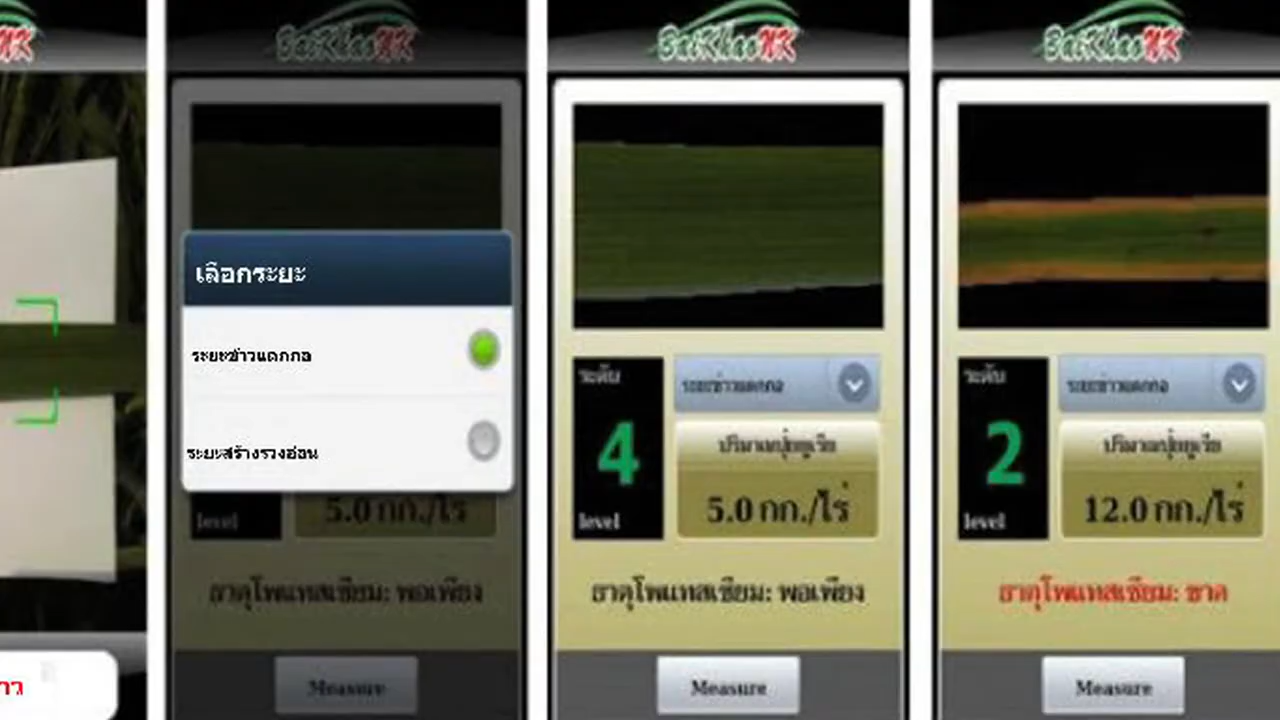 NK
าว
BaiKhaoNK
เลือกระยะ
ระยะข้าวแตกกอ
ระยะสร้างรวงอ่อน
level
5.0 กก./ไร่
ธาตุโพแทสเซียม: พอเพียง
Measure
BaiKhaoNK
ระดับ
4
level
ระยะข้าวแตกกอ
ปริมาณปุ๋ยยูเรีย
5.0 กก./ไร่
ธาตุโพแทสเซียม: พอเพียง
Measure
BaiKhaoNK
ระดับ
2
level
ระยะข้าวแตกกอ
ปริมาณปุ๋ยยูเรีย
12.0 กก./ไร่
ธาตุโพแทสเซียม: ขาด
Measure